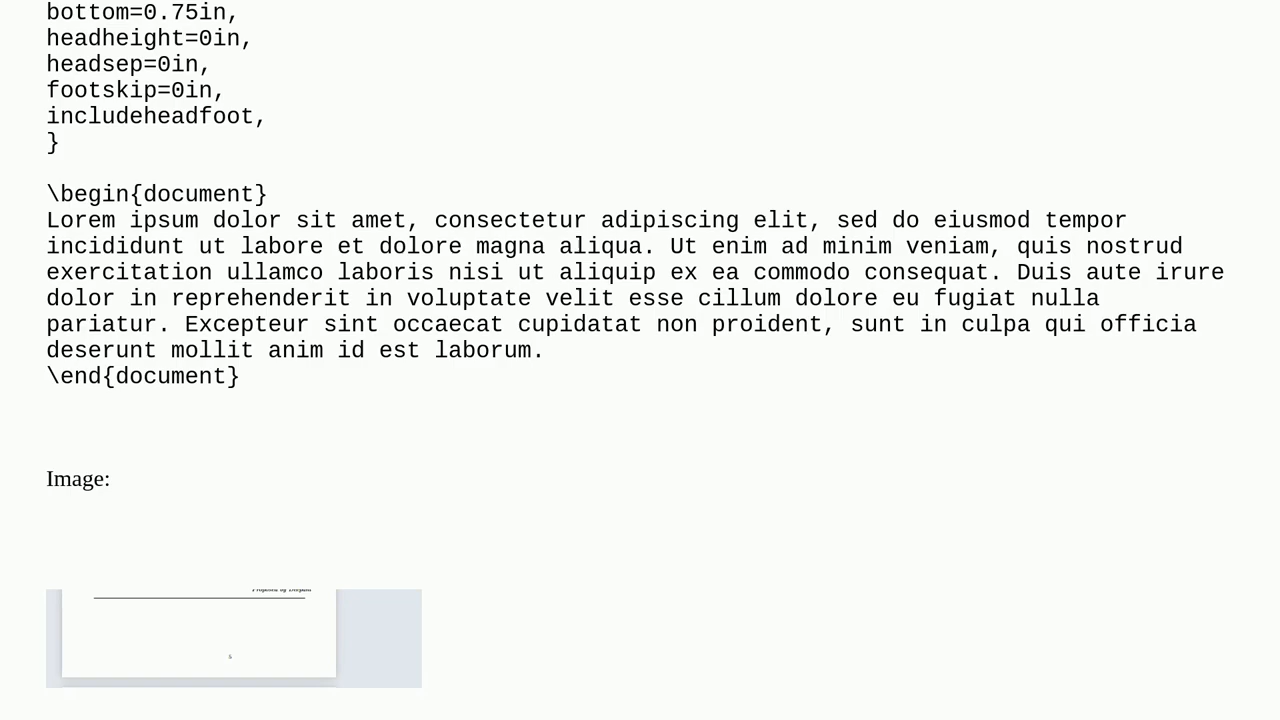 bottom=0.75in,
headheight=0in,
headsep=0in,
footskip=0in,
includeheadfoot,
}
\begin{document}
Lorem ipsum dolor sit amet, consectetur adipiscing elit, sed do eiusmod tempor
incididunt ut labore et dolore magna aliqua. Ut enim ad minim veniam, quis nostrud
exercitation ullamco laboris nisi ut aliquip ex ea commodo consequat. Duis aute irure
dolor in reprehenderit in voluptate velit esse cillum dolore eu fugiat nulla
pariatur. Excepteur sint occaecat cupidatat non proident, sunt in culpa qui officia
deserunt mollit anim id est laborum.
\end{document}
Image: